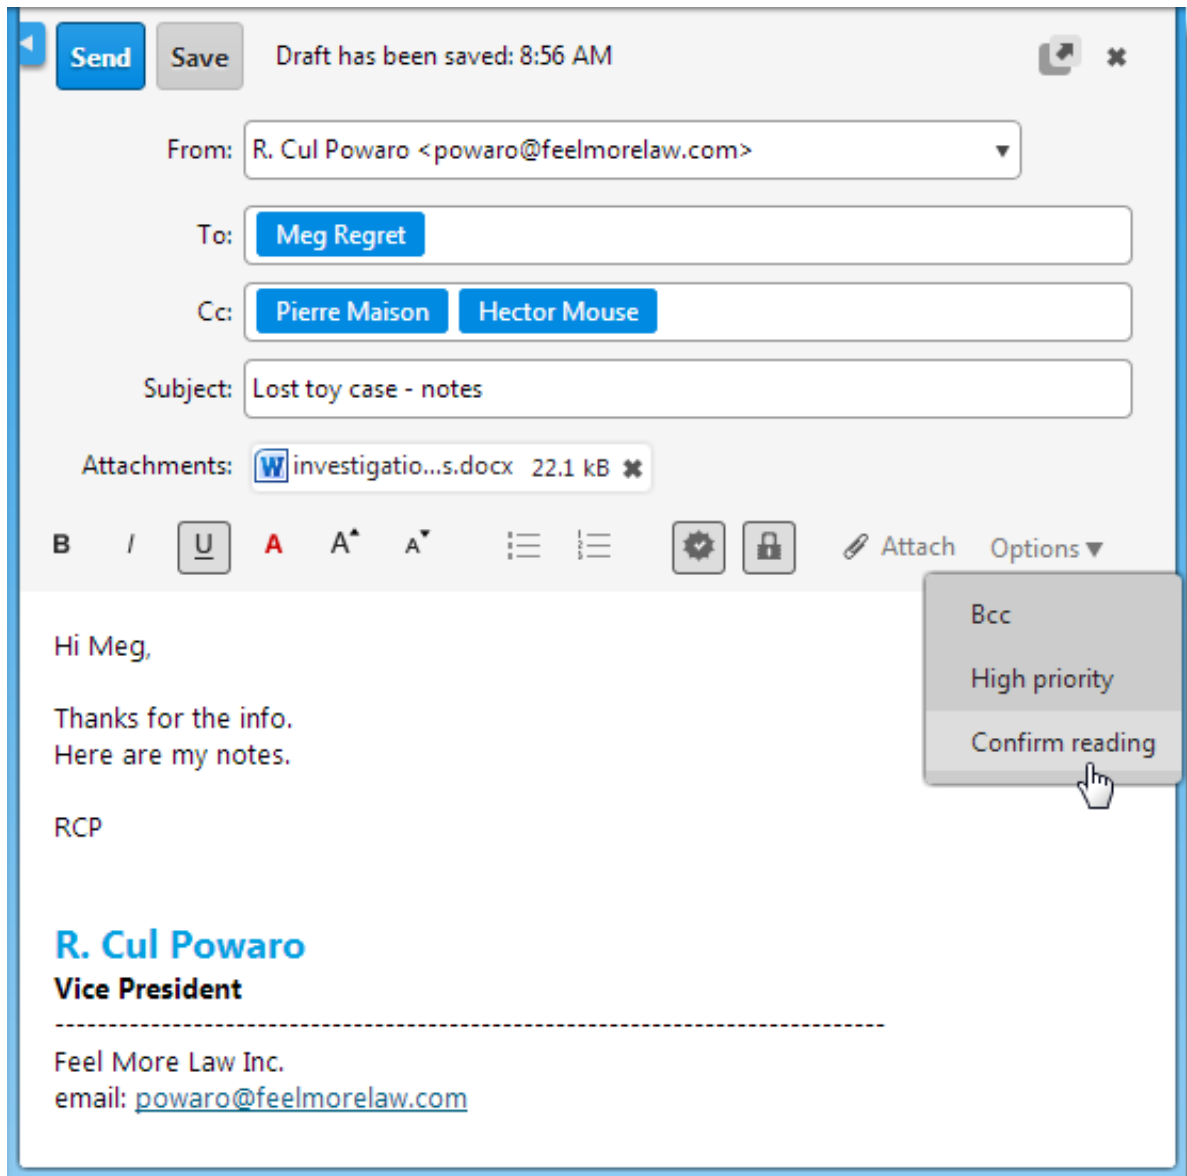 Send Save Draft has been saved: 8:56 AM
From: R. Cul Powaro <powaro@feelmorelaw.com>
To: Meg Regret
Cc: Pierre Maison Hector Mouse
Subject: Lost toy case - notes
Attachments: W investigatio...s.docx 22.1 kB
B I U A A A Attach Options
Bcc
High priority
Confirm reading
Hi Meg,
Thanks for the info.
Here are my notes.
RCP
R. Cul Powaro
Vice President
-------------------------------------------------------------------------------
Feel More Law Inc.
email: powaro@feelmorelaw.com